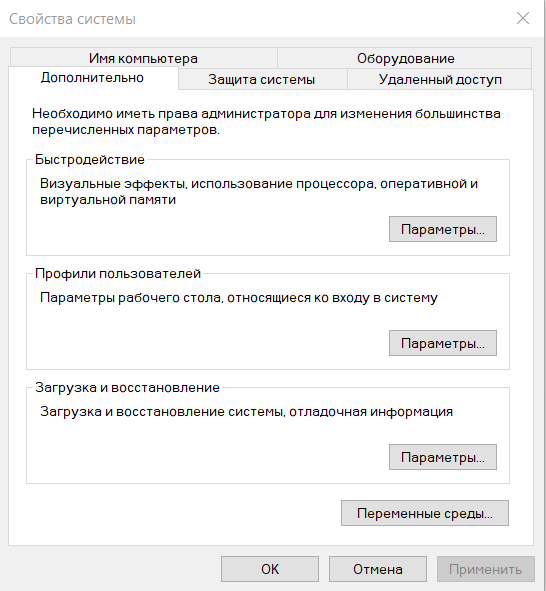 Свойства системы
Имя компьютера
Оборудование
Дополнительно
Защита системы
Удаленный доступ
Необходимо иметь права администратора для изменения большинства
перечисленных параметров.
Быстродействие
Визуальные эффекты, использование процессора, оперативной и
виртуальной памяти
Параметры...
Профили пользователей
Параметры рабочего стола, относящиеся ко входу в систему
Параметры...
Загрузка и восстановление
Загрузка и восстановление системы, отладочная информация
Параметры...
Переменные среды...
ОК
Отмена
Применить